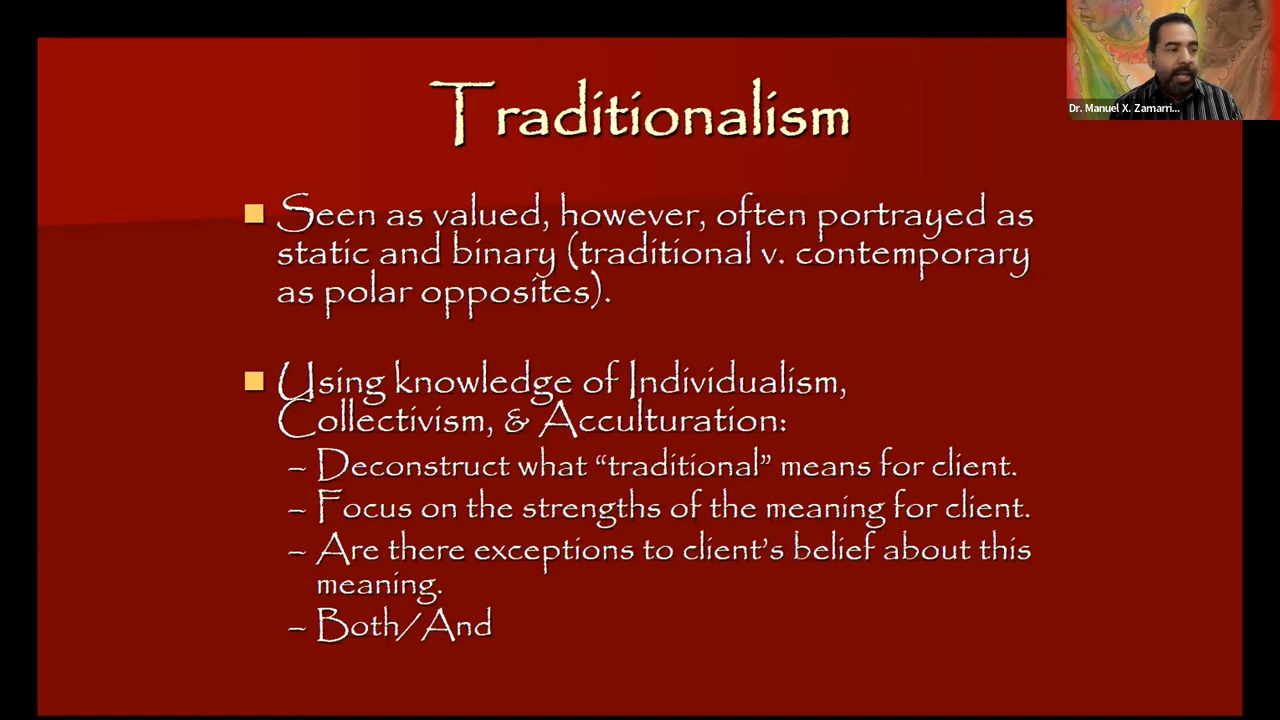 Traditionalism
Dr. Manuel X. Zamarri...
■ Seen as valued, however, often portrayed as
static and binary (traditional v. contemporary
as polar opposites).
■ Using knowledge of Individualism,
Collectivism, & Acculturation:
– Deconstruct what “traditional” means for client.
– Focus on the strengths of the meaning for client.
– Are there exceptions to client’s belief about this
meaning.
– Both/And